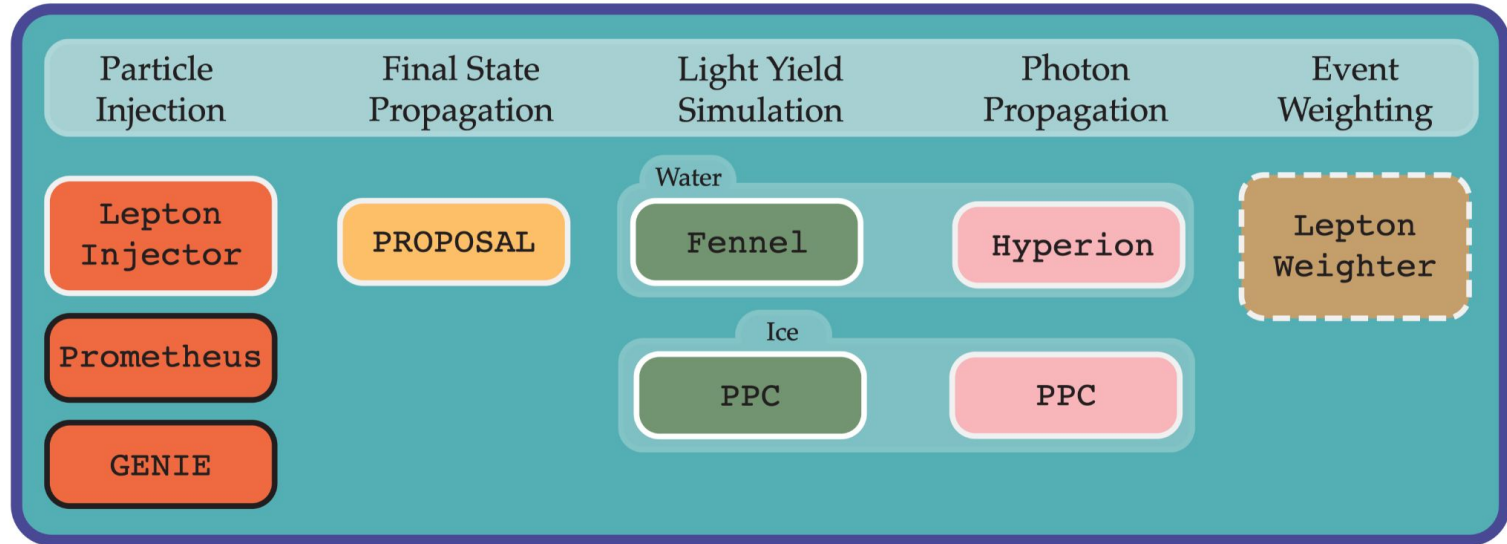 Particle
Injection
Final State
Propagation
Light Yield
Simulation
Photon
Propagation
Event
Weighting
Lepton
Injector
Prometheus
GENIE
PROPOSAL
Water
Fennel
Hyperion
Ice
PPC
PPC
Lepton
Weighter